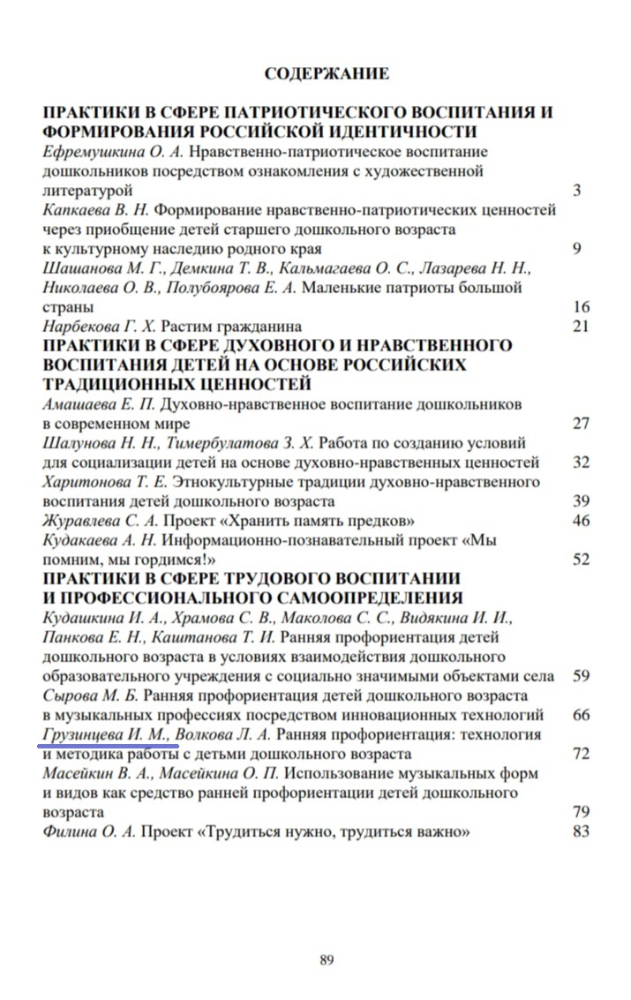 СОДЕРЖАНИЕ
ПРАКТИКИ В СФЕРЕ ПАТРИОТИЧЕСКОГО ВОСПИТАНИЯ И
ФОРМИРОВАНИЯ РОССИЙСКОЙ ИДЕНТИЧНОСТИ
Ефремушкина О. А. Нравственно-патриотическое воспитание
дошкольников посредством ознакомления с художественной
литературой 3
Капкаева В. Н. Формирование нравственно-патриотических ценностей
через приобщение детей старшего дошкольного возраста
к культурному наследию родного края 9
Шашанова М. Г., Демкина Т. В., Кальмагаева О. С., Лазарева Н. Н.,
Николаева О. В., Полубоярова Е. А. Маленькие патриоты большой
страны 16
Нарбекова Г. Х. Растим гражданина 21
ПРАКТИКИ В СФЕРЕ ДУХОВНОГО И НРАВСТВЕННОГО
ВОСПИТАНИЯ ДЕТЕЙ НА ОСНОВЕ РОССИЙСКИХ
ТРАДИЦИОННЫХ ЦЕННОСТЕЙ
Амашаева Е. П. Духовно-нравственное воспитание дошкольников
в современном мире 27
Шалунова Н. Н., Тимербулатова З. Х. Работа по созданию условий
для социализации детей на основе духовно-нравственных ценностей 32
Харитонова Т. Е. Этнокультурные традиции духовно-нравственного
воспитания детей дошкольного возраста 39
Журавлева С. А. Проект «Хранить память предков» 46
Кудакаева А. Н. Информационно-познавательный проект «Мы
помним, мы гордимся!» 52
ПРАКТИКИ В СФЕРЕ ТРУДОВОГО ВОСПИТАНИИ
И ПРОФЕССИОНАЛЬНОГО САМООПРЕДЕЛЕНИЯ
Кудашкина И. А., Храмова С. В., Маколова С. С., Видякина И. И.,
Панкова Е. Н., Каштанова Т. И. Ранняя профориентация детей
дошкольного возраста в условиях взаимодействия дошкольного
образовательного учреждения с социально значимыми объектами села 59
Сырова М. Б. Ранняя профориентация детей дошкольного возраста
в музыкальных профессиях посредством инновационных технологий 66
Грузинцева И. М., Волкова Л. А. Ранняя профориентация: технология
и методика работы с детьми дошкольного возраста 72
Масейкин В. А., Масейкина О. П. Использование музыкальных форм
и видов как средство ранней профориентации детей дошкольного
возраста 79
Филина О. А. Проект «Трудиться нужно, трудиться важно» 83
89